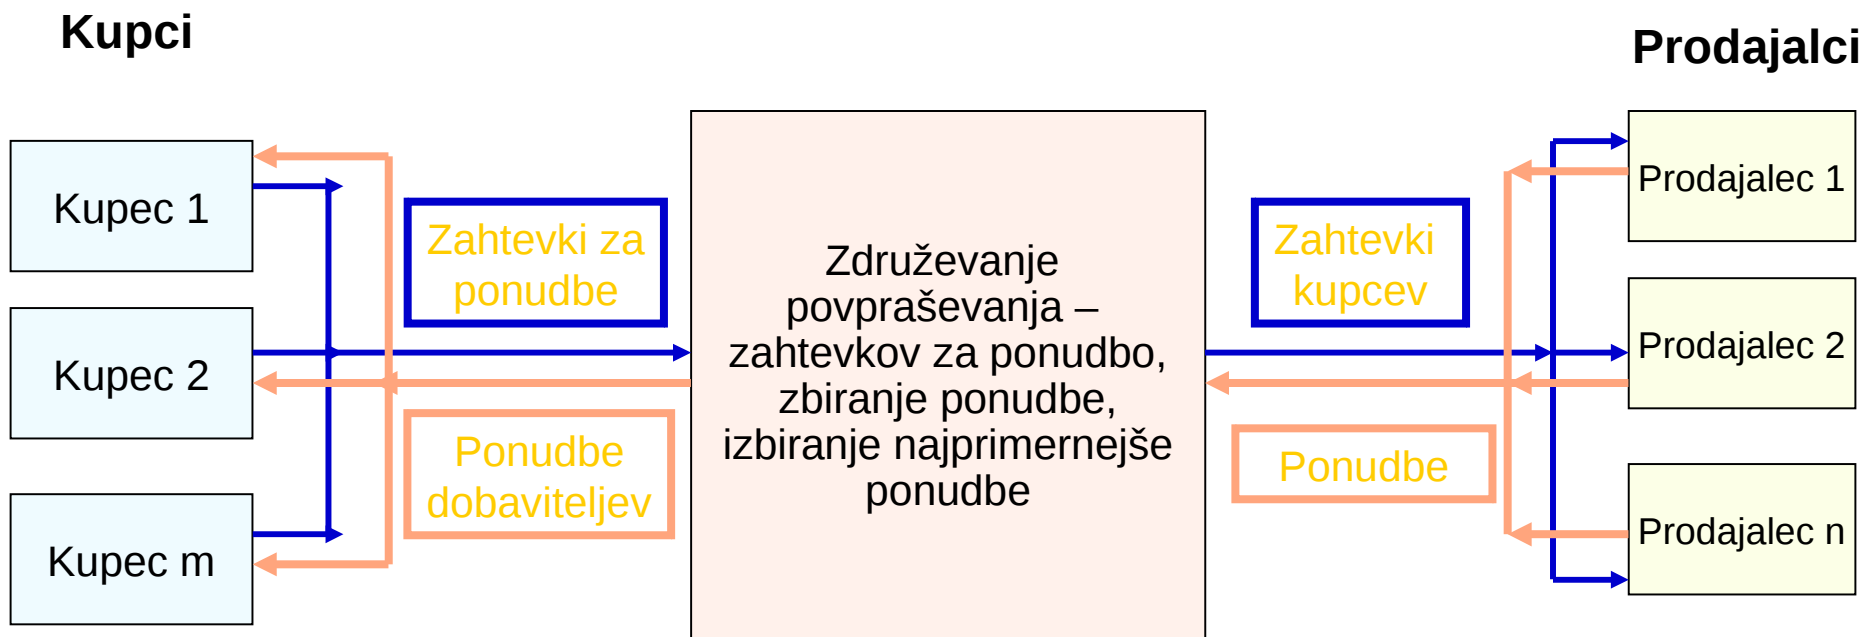 Kupci
Prodajalci
Kupec 1
Kupec 2
Kupec m
Zahtevki za
ponudbe
Ponudbe
dobaviteljev
Združevanje
povpraševanja –
zahtevkov za ponudbo,
zbiranje ponudbe,
izbiranje najprimernejše
ponudbe
Zahtevki
kupcev
Ponudbe
Prodajalec 1
Prodajalec 2
Prodajalec n